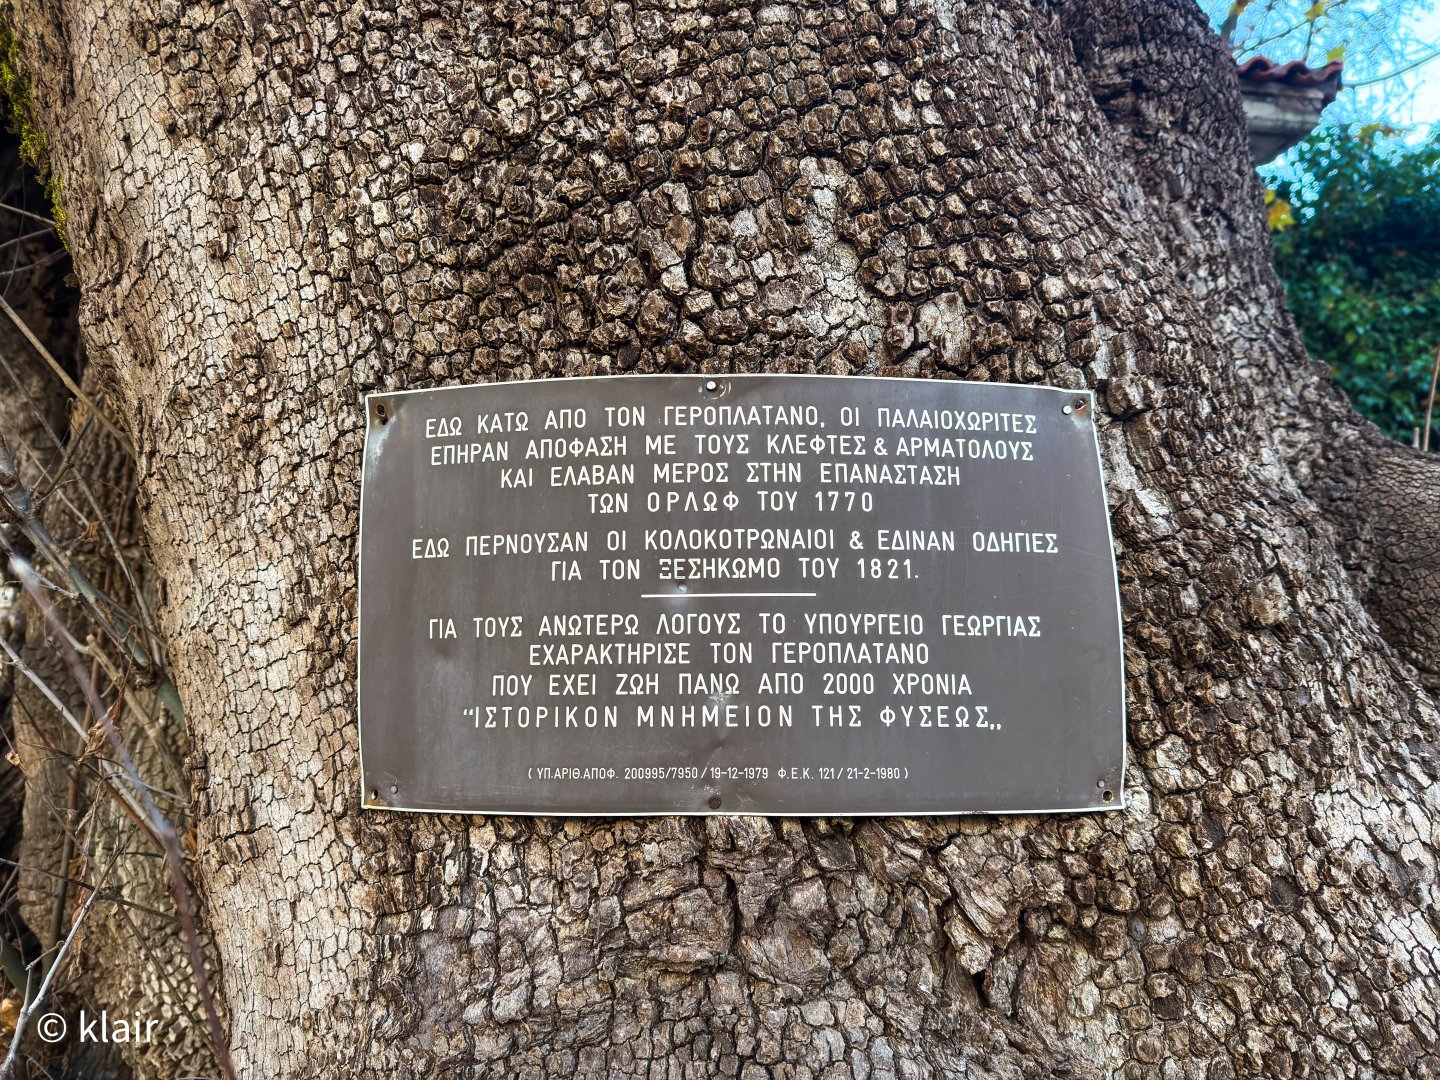 ΕΔΩ ΚΑΤΩ ΑΠΟ ΤΟΝ ΓΕΡΟΠΛΑΤΑΝΟ, ΟΙ ΠΑΛΑΙΟΧΩΡΙΤΕΣ
ΕΠΗΡΑΝ ΑΠΟΦΑΣΗ ΜΕ ΤΟΥΣ ΚΛΕΦΤΕΣ & ΑΡΜΑΤΟΛΟΥΣ
ΚΑΙ ΕΛΑΒΑΝ ΜΕΡΟΣ ΣΤΗΝ ΕΠΑΝΑΣΤΑΣΗ
ΤΩΝ ΟΡΛΩΦ ΤΟΥ 1770
ΕΔΩ ΠΕΡΝΟΥΣΑΝ ΟΙ ΚΟΛΟΚΟΤΡΩΝΑΙΟΙ & ΕΔΙΝΑΝ ΟΔΗΓΙΕΣ
ΓΙΑ ΤΟΝ ΞΕΣΗΚΩΜΟ ΤΟΥ 1821.
ΓΙΑ ΤΟΥΣ ΑΝΩΤΕΡΩ ΛΟΓΟΥΣ ΤΟ ΥΠΟΥΡΓΕΙΟ ΓΕΩΡΓΙΑΣ
ΕΧΑΡΑΚΤΗΡΙΣΕ ΤΟΝ ΓΕΡΟΠΛΑΤΑΝΟ
ΠΟΥ ΕΧΕΙ ΖΩΗ ΠΑΝΩ ΑΠΟ 2000 ΧΡΟΝΙΑ
“ΙΣΤΟΡΙΚΟΝ ΜΝΗΜΕΙΟΝ ΤΗΣ ΦΥΣΕΩΣ„
( ΥΠ.ΑΡΙΘ.ΑΠΟΦ. 200995/7950 / 19-12-1979 Φ.Ε.Κ. 121 / 21-2-1980 )
© klair